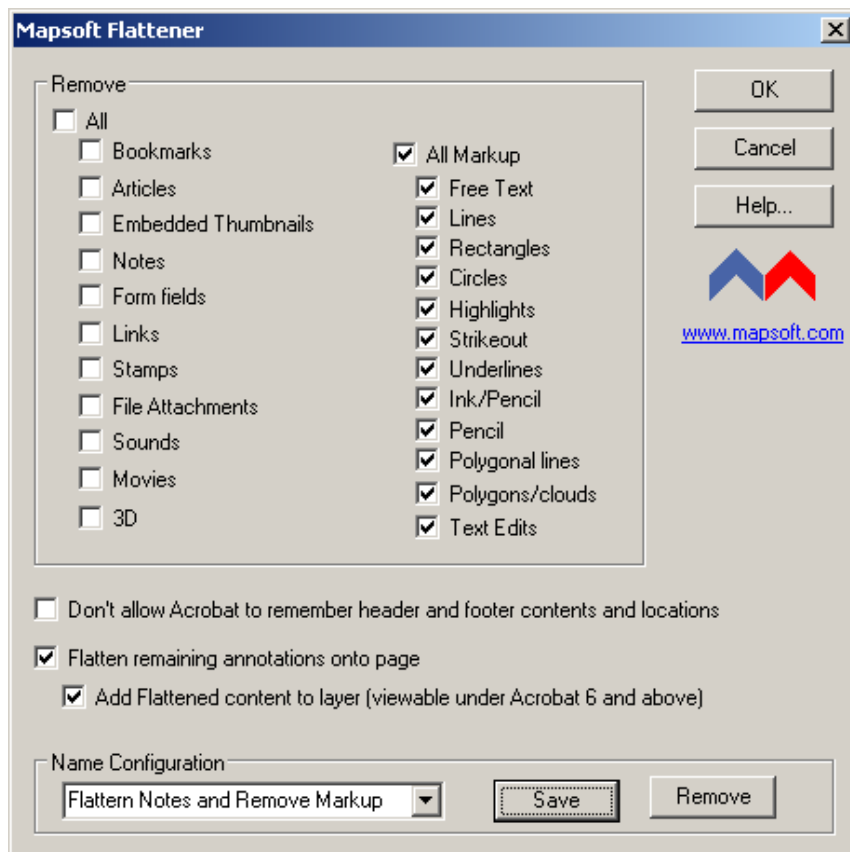 Mapsoft Flattener
Remove
OK
All
Bookmarks
All Markup
Cancel
Articles
Free Text
Embedded Thumbnails
Lines
Help...
Notes
Rectangles
Form fields
Circles
Links
Highlights
Stamps
Strikeout
www.mapsoft.com
File Attachments
Underlines
Sounds
Ink/Pencil
Movies
Pencil
3D
Polygonal lines
Polygons/clouds
Text Edits
Don't allow Acrobat to remember header and footer contents and locations
Flatten remaining annotations onto page
Add Flattened content to layer (viewable under Acrobat 6 and above)
Name Configuration
Flattern Notes and Remove Markup
Save
Remove